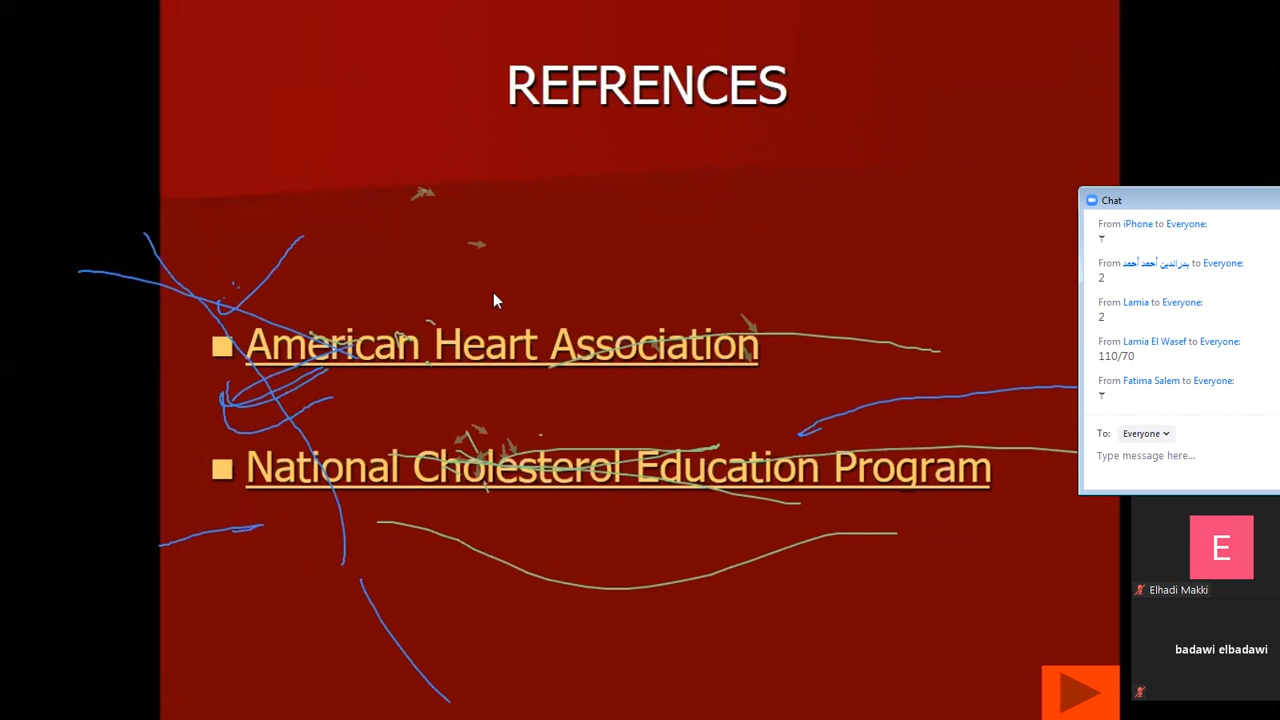 REFRENCES
American Heart Association
National Cholesterol Education Program
Chat
From iPhone to Everyone:
٢
From بدرالدين أحمد أحمد to Everyone:
2
From Lamia to Everyone:
2
From Lamia El Wasef to Everyone:
110/70
From Fatima Salem to Everyone:
٢
To: Everyone
Type message here...
E
Elhadi Makki
badawi elbadawi